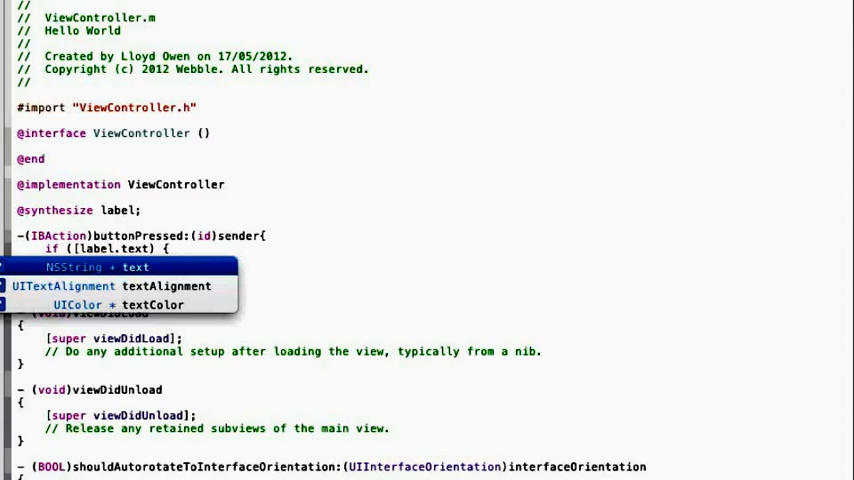 //
//  ViewController.m
//  Hello World
//
//  Created by Lloyd Owen on 17/05/2012.
//  Copyright (c) 2012 Webble. All rights reserved.
//
#import "ViewController.h"
@interface ViewController ()
@end
@implementation ViewController
@synthesize label;
-(IBAction)buttonPressed:(id)sender{
if ([label.text) {
NSString * text
UITextAlignment textAlignment
UIColor * textColor
- (void)viewDidLoad
{
[super viewDidLoad];
// Do any additional setup after loading the view, typically from a nib.
}
- (void)viewDidUnload
{
[super viewDidUnload];
// Release any retained subviews of the main view.
}
- (BOOL)shouldAutorotateToInterfaceOrientation:(UIInterfaceOrientation)interfaceOrientation
{